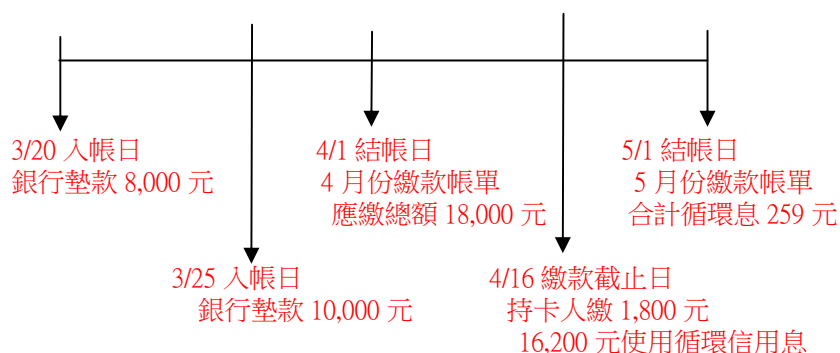 3/20 入帳日
銀行墊款 8,000 元
4/1 結帳日
4 月份繳款帳單
應繳總額 18,000 元
5/1 結帳日
5 月份繳款帳單
合計循環息 259 元
3/25 入帳日
銀行墊款 10,000 元
4/16 繳款截止日
持卡人繳 1,800 元
16,200 元使用循環信用息